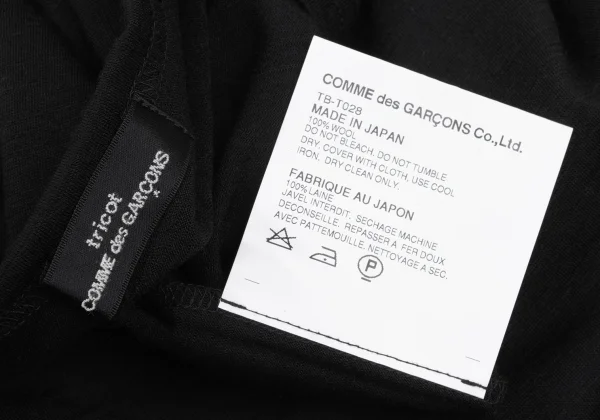 tricot
COMME des GARÇONS
COMME des GARÇONS Co.,Ltd.
TB-T028
MADE IN JAPAN
100% WOOL
DO NOT BLEACH. DO NOT TUMBLE
DRY. COVER WITH CLOTH. USE COOL
IRON. DRY CLEAN ONLY.
FABRIQUE AU JAPON
100% LAINE
JAVEL INTERDIT. SECHAGE MACHINE
DECONSEILLE. REPASSER A FER DOUX
AVEC PATTEMOUILLE. NETTOYAGE A SEC.
P